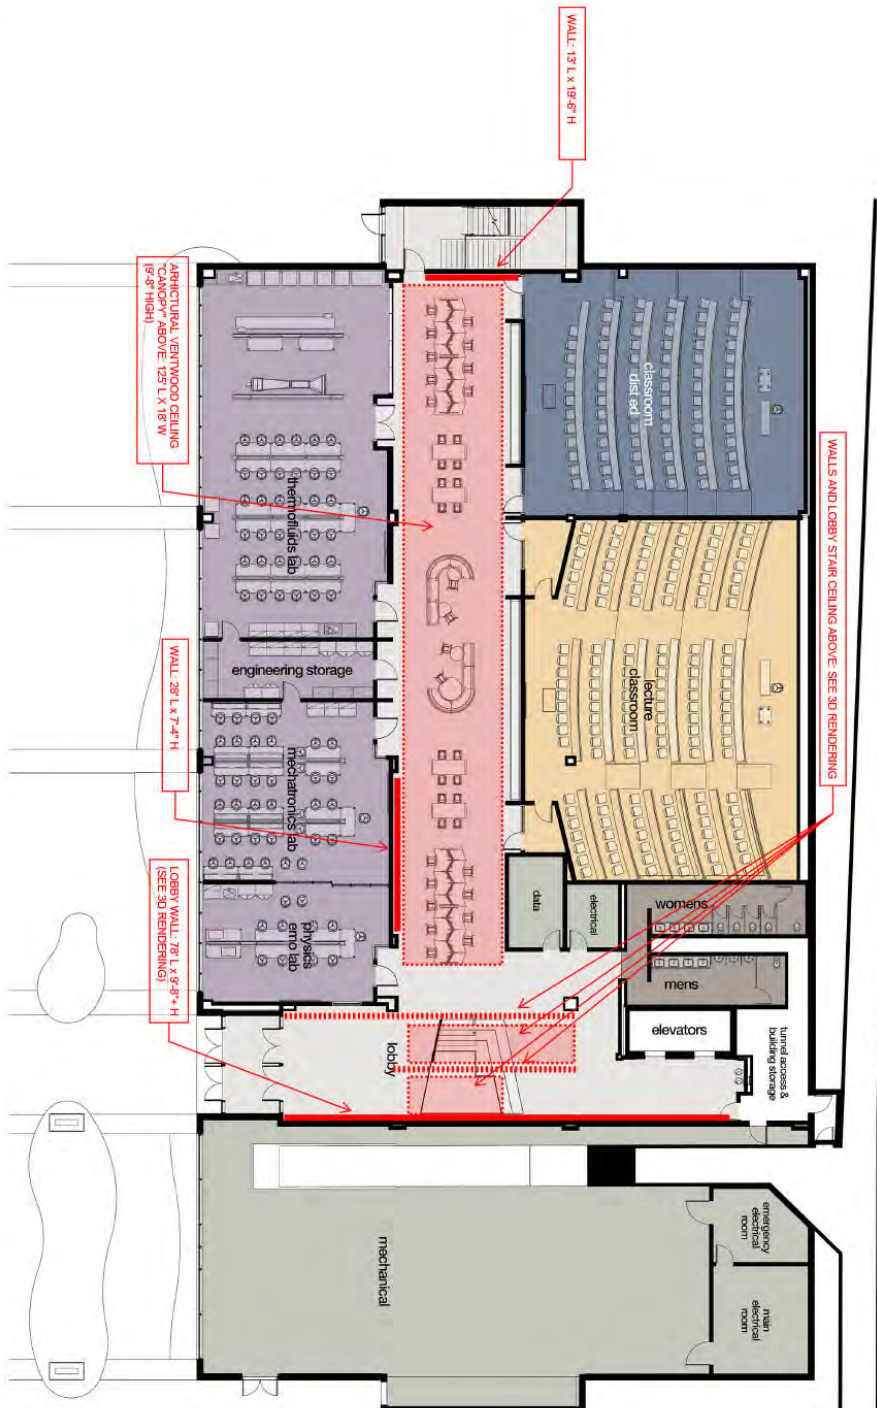 WALL: 13' L x 19'-6" H
ARHICTURAL VENTWOOD CEILING
"CANOPY" ABOVE: 125' L X 18' W
(9'-8" HIGH)
WALLS AND LOBBY STAIR CEILING ABOVE: SEE 3D RENDERING
WALL: 28' L x 7'-4" H
LOBBY WALL: 78' L x 9'-8"+ H
(SEE 3D RENDERING)
classroom
dist ed
thermofluids lab
engineering storage
lecture
classroom
mechatronics lab
physics
emo lab
data
electrical
womens
mens
elevators
tunnel access &
building storage
lobby
mechanical
emergency
electrical
room
main
electrical
room